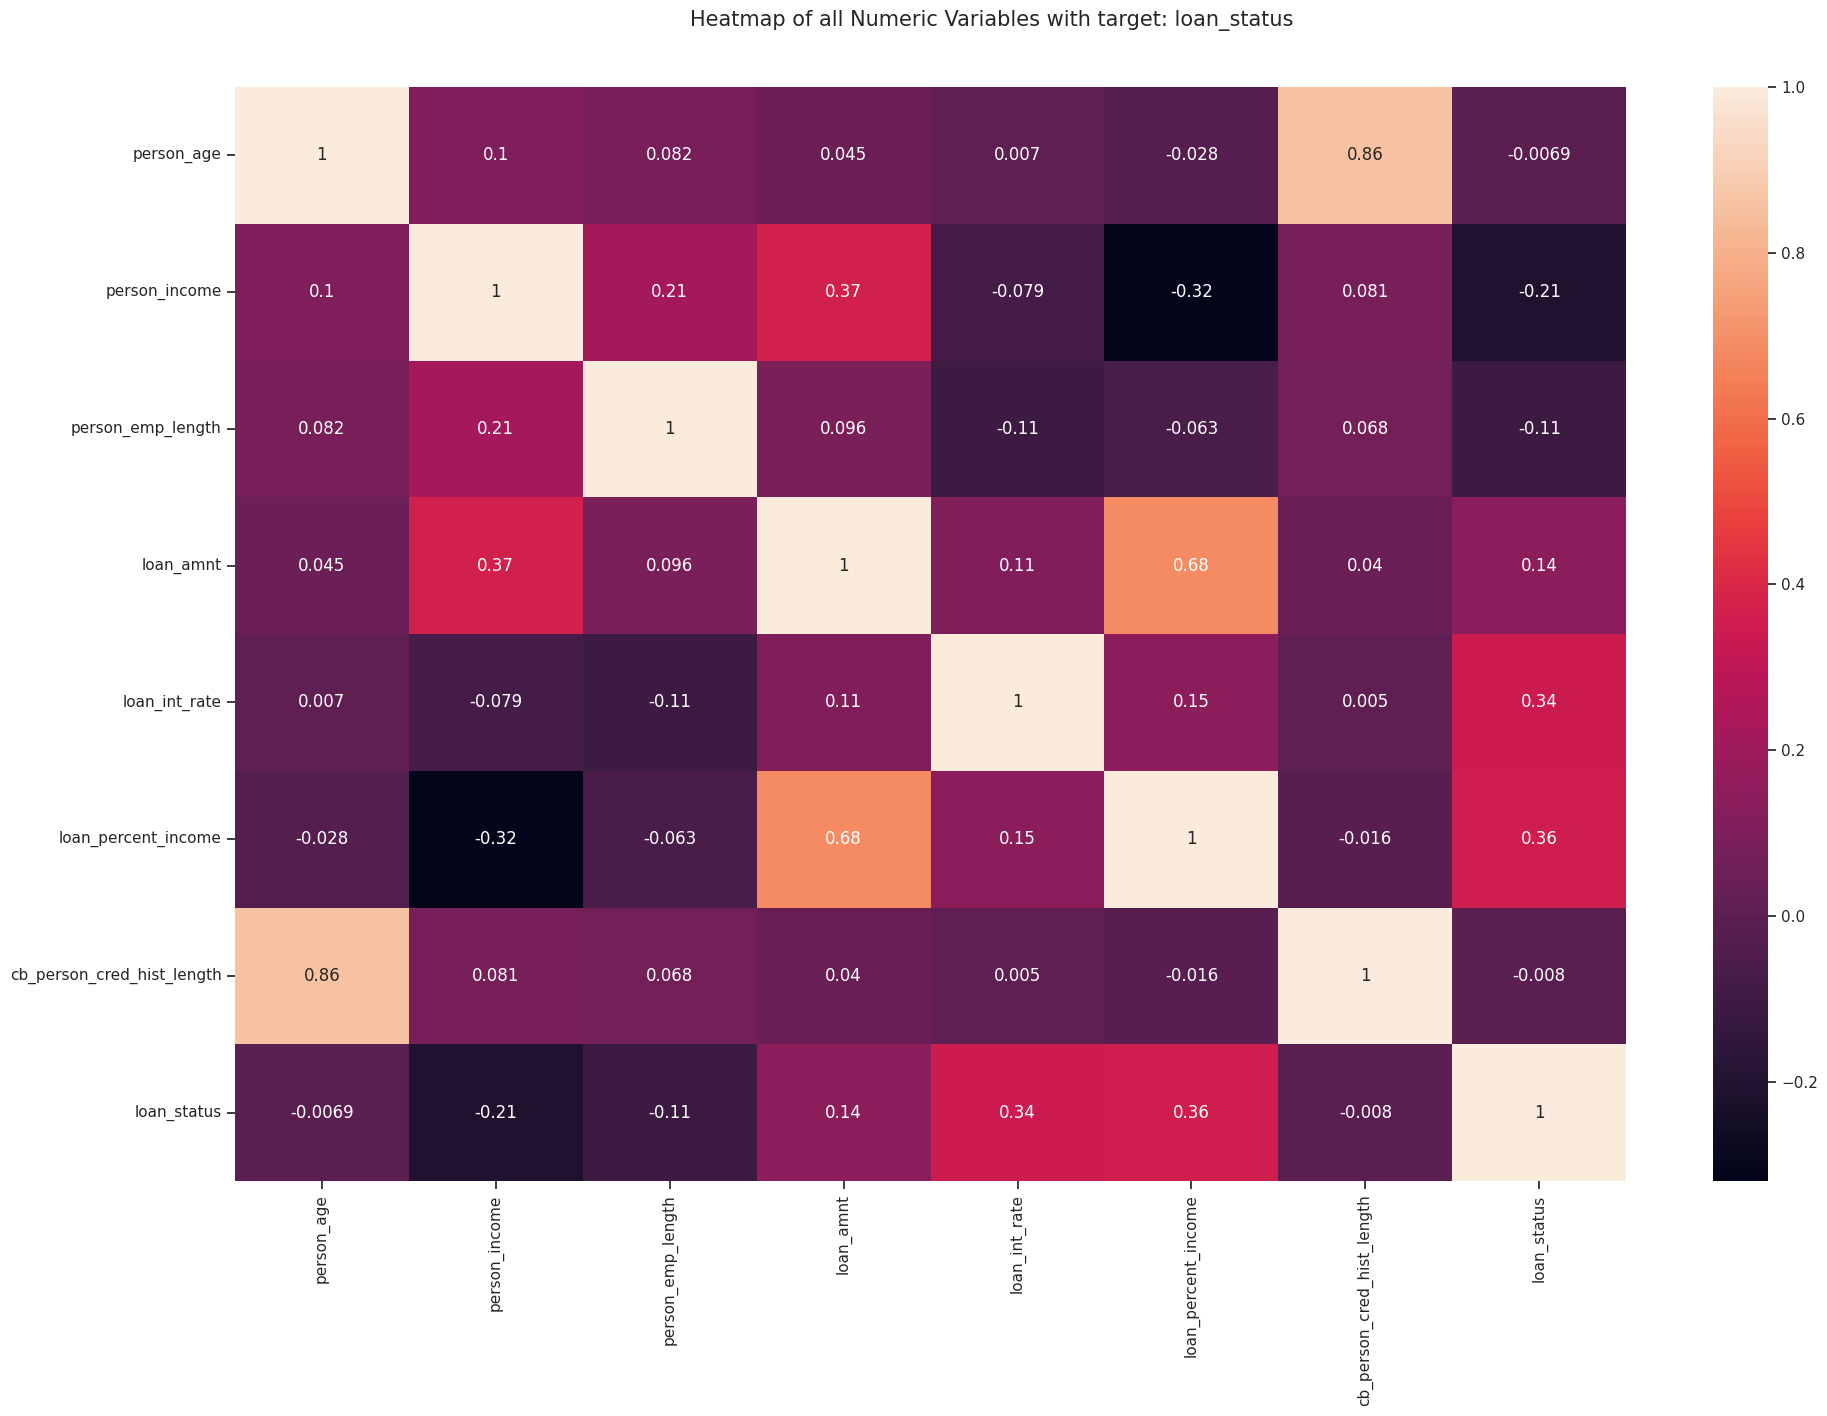 Heatmap of all Numeric Variables with target: loan_status
person_age 1 0.1 0.082 0.045 0.007 -0.028 0.86 -0.0069
person_income 0.1 1 0.21 0.37 -0.079 -0.32 0.081 -0.21
person_emp_length 0.082 0.21 1 0.096 -0.11 -0.063 0.068 -0.11
loan_amnt 0.045 0.37 0.096 1 0.11 0.68 0.04 0.14
loan_int_rate 0.007 -0.079 -0.11 0.11 1 0.15 0.005 0.34
loan_percent_income -0.028 -0.32 -0.063 0.68 0.15 1 -0.016 0.36
cb_person_cred_hist_length 0.86 0.081 0.068 0.04 0.005 -0.016 1 -0.008
loan_status -0.0069 -0.21 -0.11 0.14 0.34 0.36 -0.008 1
person_age
person_income
person_emp_length
loan_amnt
loan_int_rate
loan_percent_income
cb_person_cred_hist_length
loan_status
1.0
0.8
0.6
0.4
0.2
0.0
−0.2